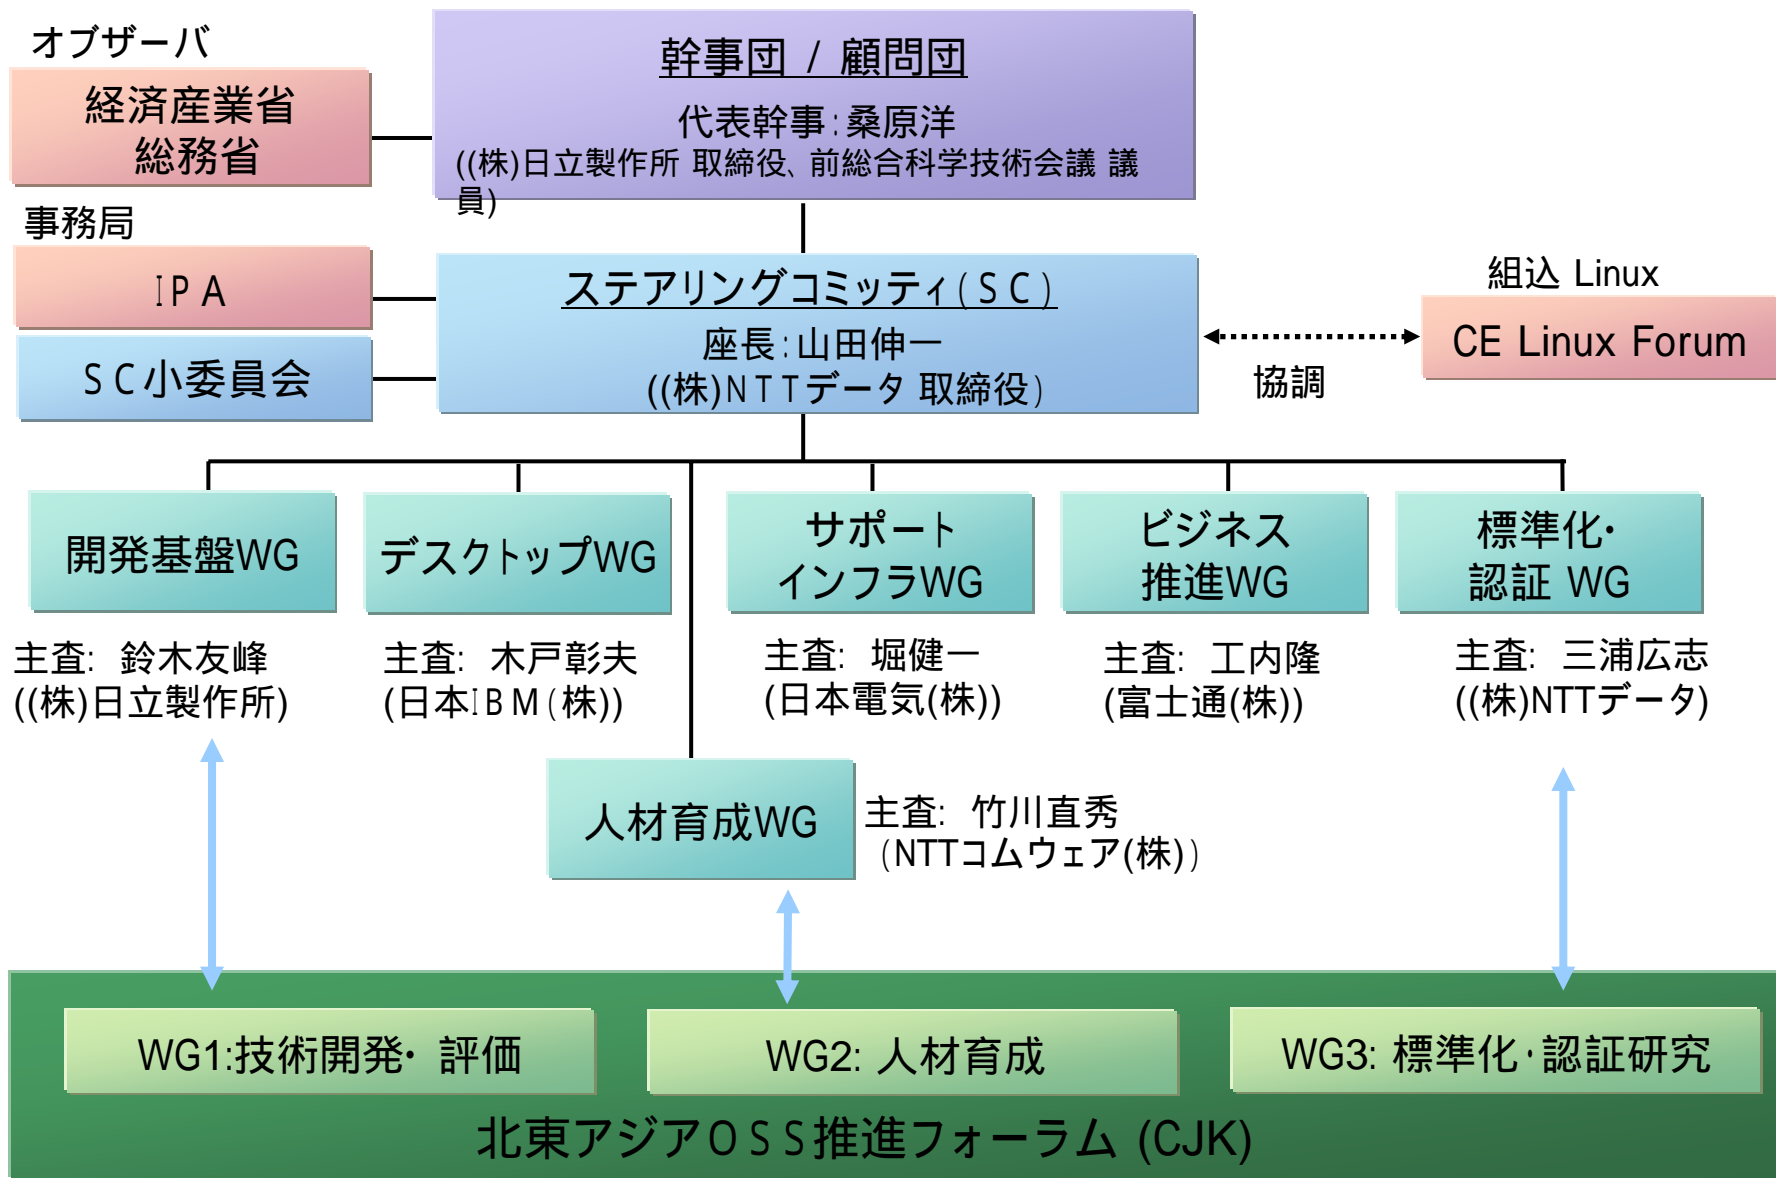 オブザーバ
経済産業省
総務省
幹事団 / 顧問団
代表幹事:桑原洋
((株)日立製作所 取締役、前総合科学技術会議 議
員)
事務局
IPA
SC小委員会
ステアリングコミッティ(SC)
座長:山田伸一
((株)NTTデータ 取締役)
協調
組込 Linux
CE Linux Forum
開発基盤WG
主査: 鈴木友峰
((株)日立製作所)
デスクトップWG
主査: 木戸彰夫
(日本IBM(株))
サポート
インフラWG
主査: 堀健一
(日本電気(株))
ビジネス
推進WG
主査: 工内隆
(富士通(株))
標準化・
認証 WG
主査: 三浦広志
((株)NTTデータ)
人材育成WG
主査: 竹川直秀
(NTTコムウェア(株))
WG1:技術開発・ 評価
WG2: 人材育成
WG3: 標準化・認証研究
北東アジアOSS推進フォーラム (CJK)